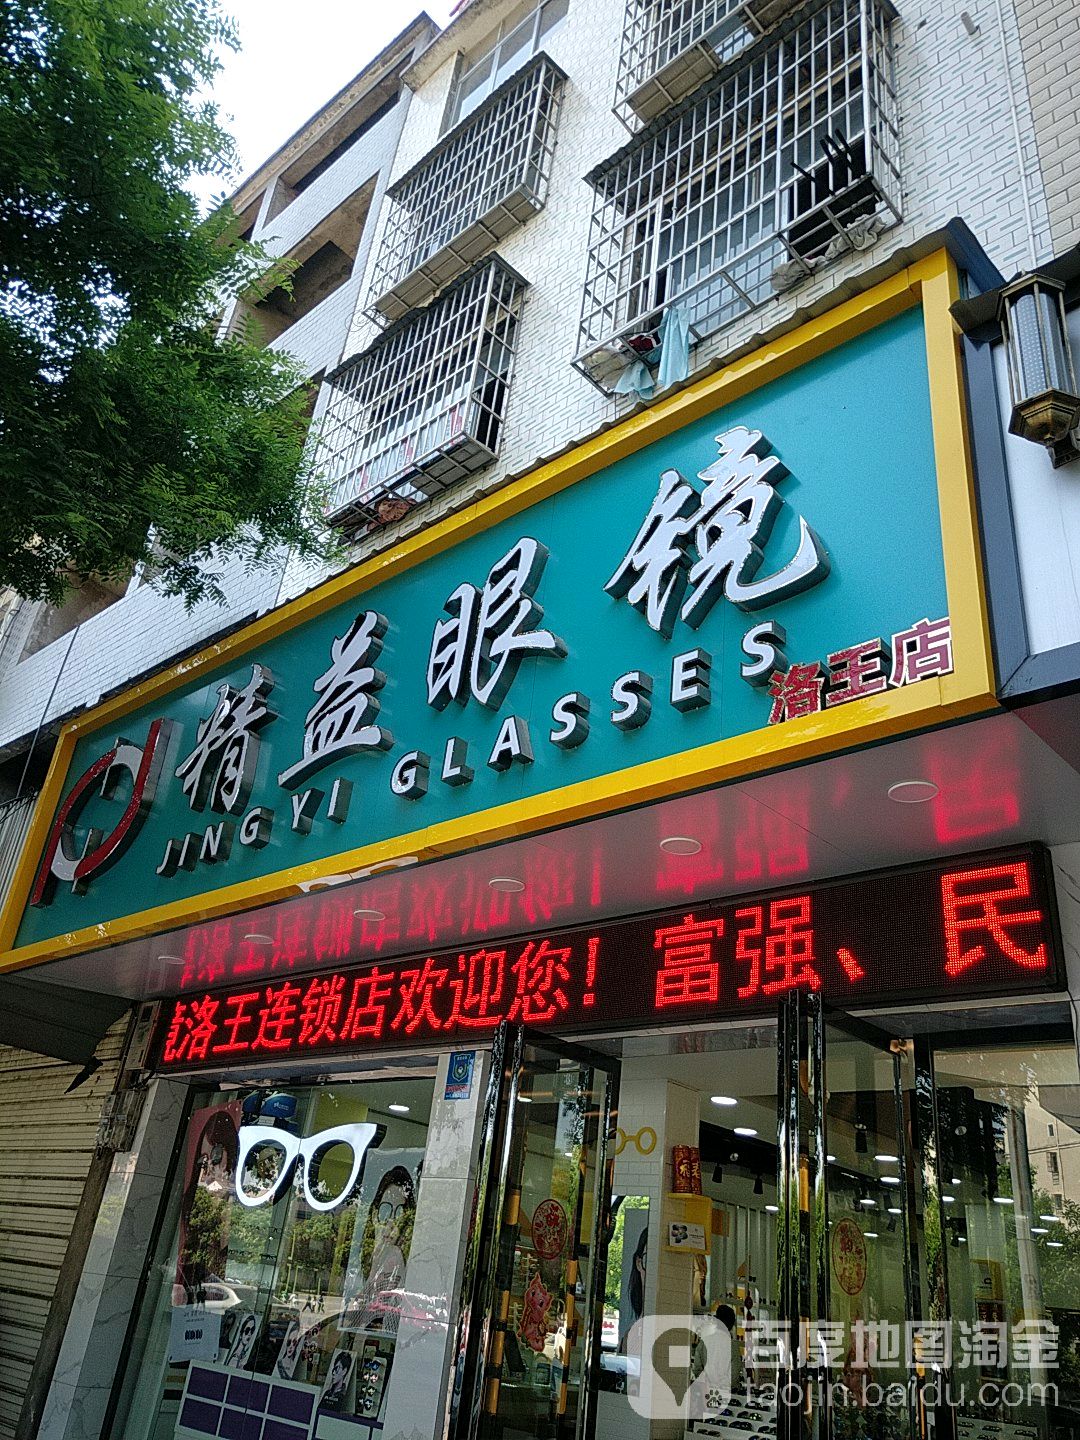 精益眼镜
JINGYI GLASSES
洛王店
洛王连锁店欢迎您！富强、民
百度地图淘金
taojin.baidu.com